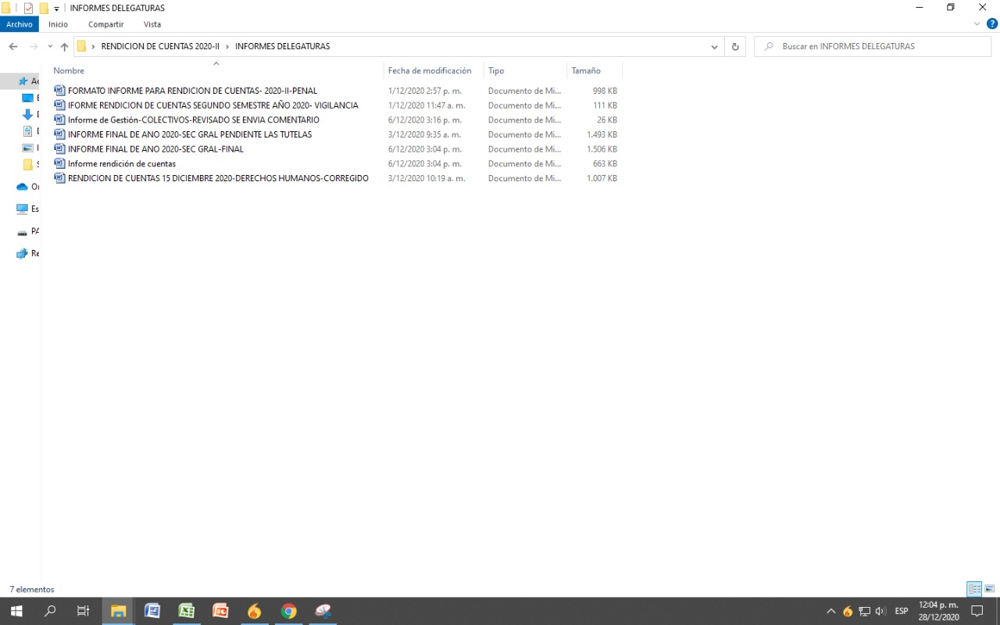 INFORMES DELEGATURAS
Archivo Inicio Compartir Vista
RENDICION DE CUENTAS 2020-II > INFORMES DELEGATURAS
Buscar en INFORMES DELEGATURAS
Nombre Fecha de modificación Tipo Tamaño
FORMATO INFORME PARA RENDICION DE CUENTAS- 2020-II-PENAL 1/12/2020 2:57 p. m. Documento de Mi... 998 KB
IFORME RENDICION DE CUENTAS SEGUNDO SEMESTRE AÑO 2020- VIGILANCIA 1/12/2020 11:47 a. m. Documento de Mi... 111 KB
Informe de Gestión-COLECTIVOS-REVISADO SE ENVIA COMENTARIO 6/12/2020 3:16 p. m. Documento de Mi... 26 KB
INFORME FINAL DE ANO 2020-SEC GRAL PENDIENTE LAS TUTELAS 3/12/2020 9:35 a. m. Documento de Mi... 1.493 KB
INFORME FINAL DE ANO 2020-SEC GRAL-FINAL 6/12/2020 3:04 p. m. Documento de Mi... 1.506 KB
Informe rendición de cuentas 6/12/2020 3:04 p. m. Documento de Mi... 663 KB
RENDICION DE CUENTAS 15 DICIEMBRE 2020-DERECHOS HUMANOS-CORREGIDO 3/12/2020 10:19 a. m. Documento de Mi... 1.007 KB
Es
PA
Re
7 elementos
ESP
12:04 p. m.
28/12/2020